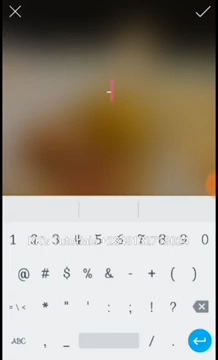 -
1 2 3 4 5 6 7 8 9 0
@ # $ % & - + ( )
= \ < * " ' : ; ! ?
ABC , _ / .